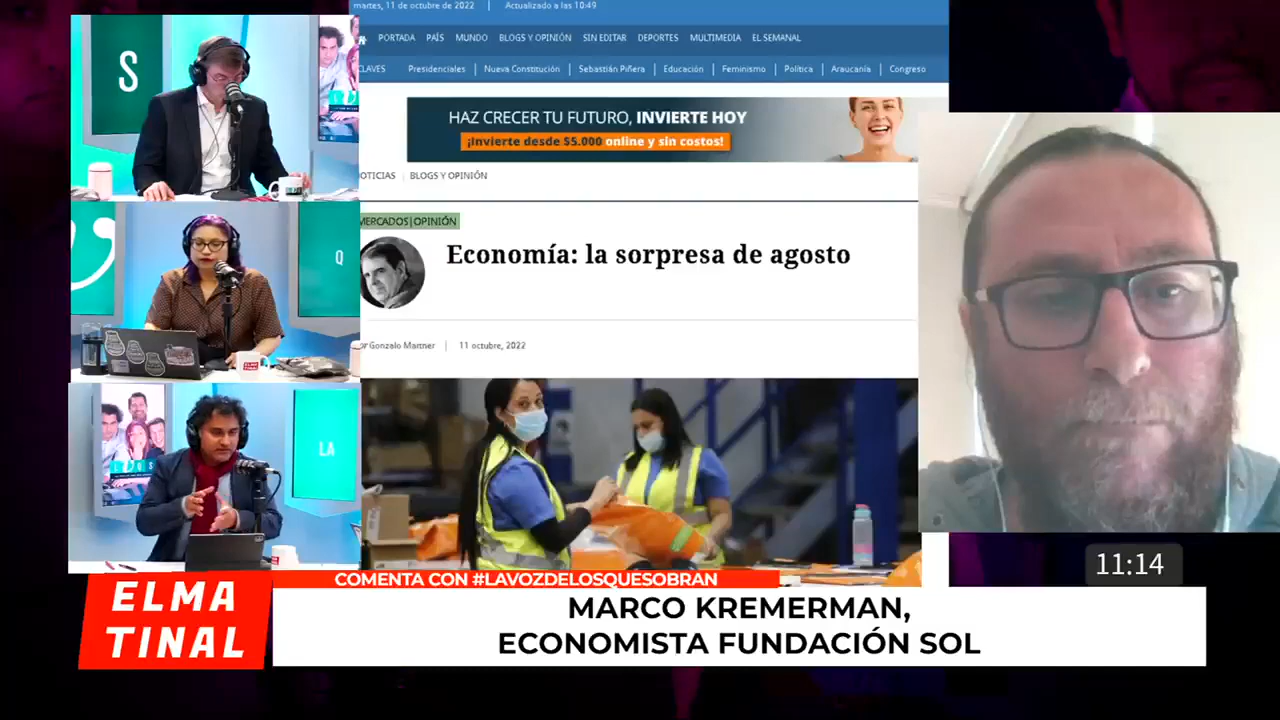 martes, 11 de octubre de 2022 | Actualizado a las 10:49
PORTADA PAÍS MUNDO BLOGS Y OPINIÓN SIN EDITAR DEPORTES MULTIMEDIA EL SEMANAL
CLAVES Presidenciales | Nueva Constitución | Sebastián Piñera | Educación | Feminismo | Política | Araucanía | Congreso
HAZ CRECER TU FUTURO, INVIERTE HOY
¡Invierte desde $5.000 online y sin costos!
OTICIAS | BLOGS Y OPINIÓN
MERCADOS|OPINIÓN
Economía: la sorpresa de agosto
or Gonzalo Martner | 11 octubre, 2022
S
Q
LA
11:14
COMENTA CON #LAVOZDELOSQUESOBRAN
ELMA
TINAL
MARCO KREMERMAN,
ECONOMISTA FUNDACIÓN SOL